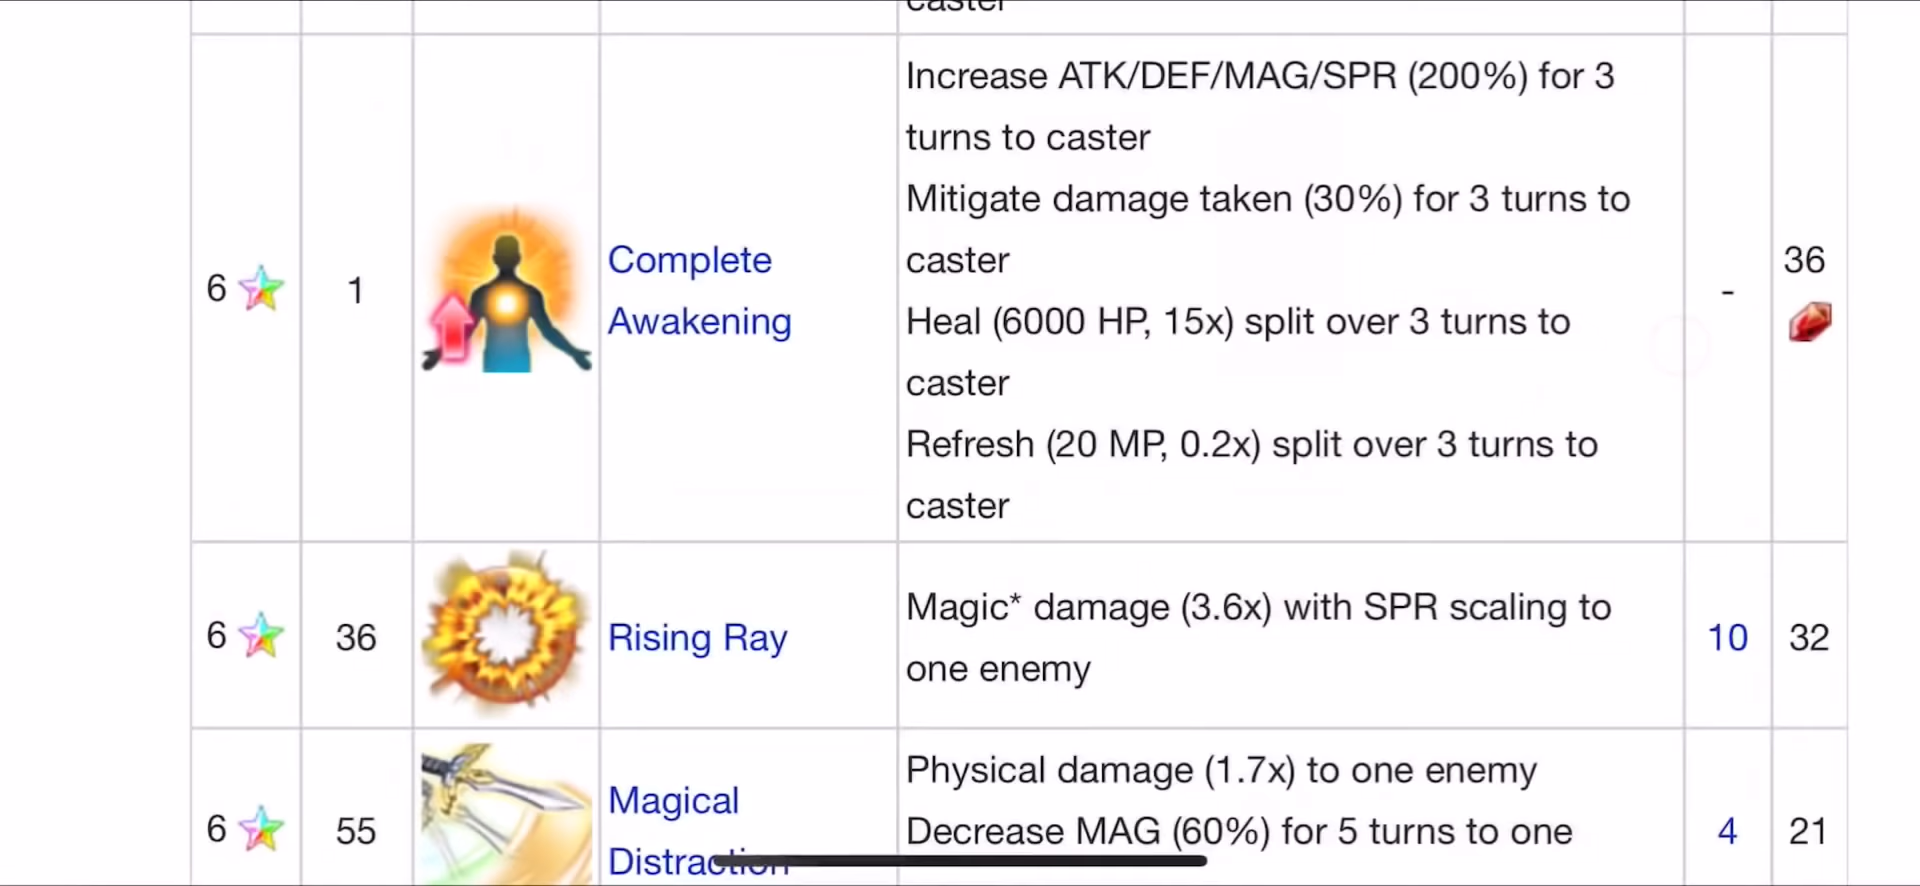 caster
Increase ATK/DEF/MAG/SPR (200%) for 3
turns to caster
Mitigate damage taken (30%) for 3 turns to
caster
Heal (6000 HP, 15x) split over 3 turns to
caster
Refresh (20 MP, 0.2x) split over 3 turns to
caster
6
1
Complete
Awakening
-
36
6
36
Rising Ray
Magic* damage (3.6x) with SPR scaling to
one enemy
10
32
6
55
Magical
Distraction
Physical damage (1.7x) to one enemy
Decrease MAG (60%) for 5 turns to one
4
21